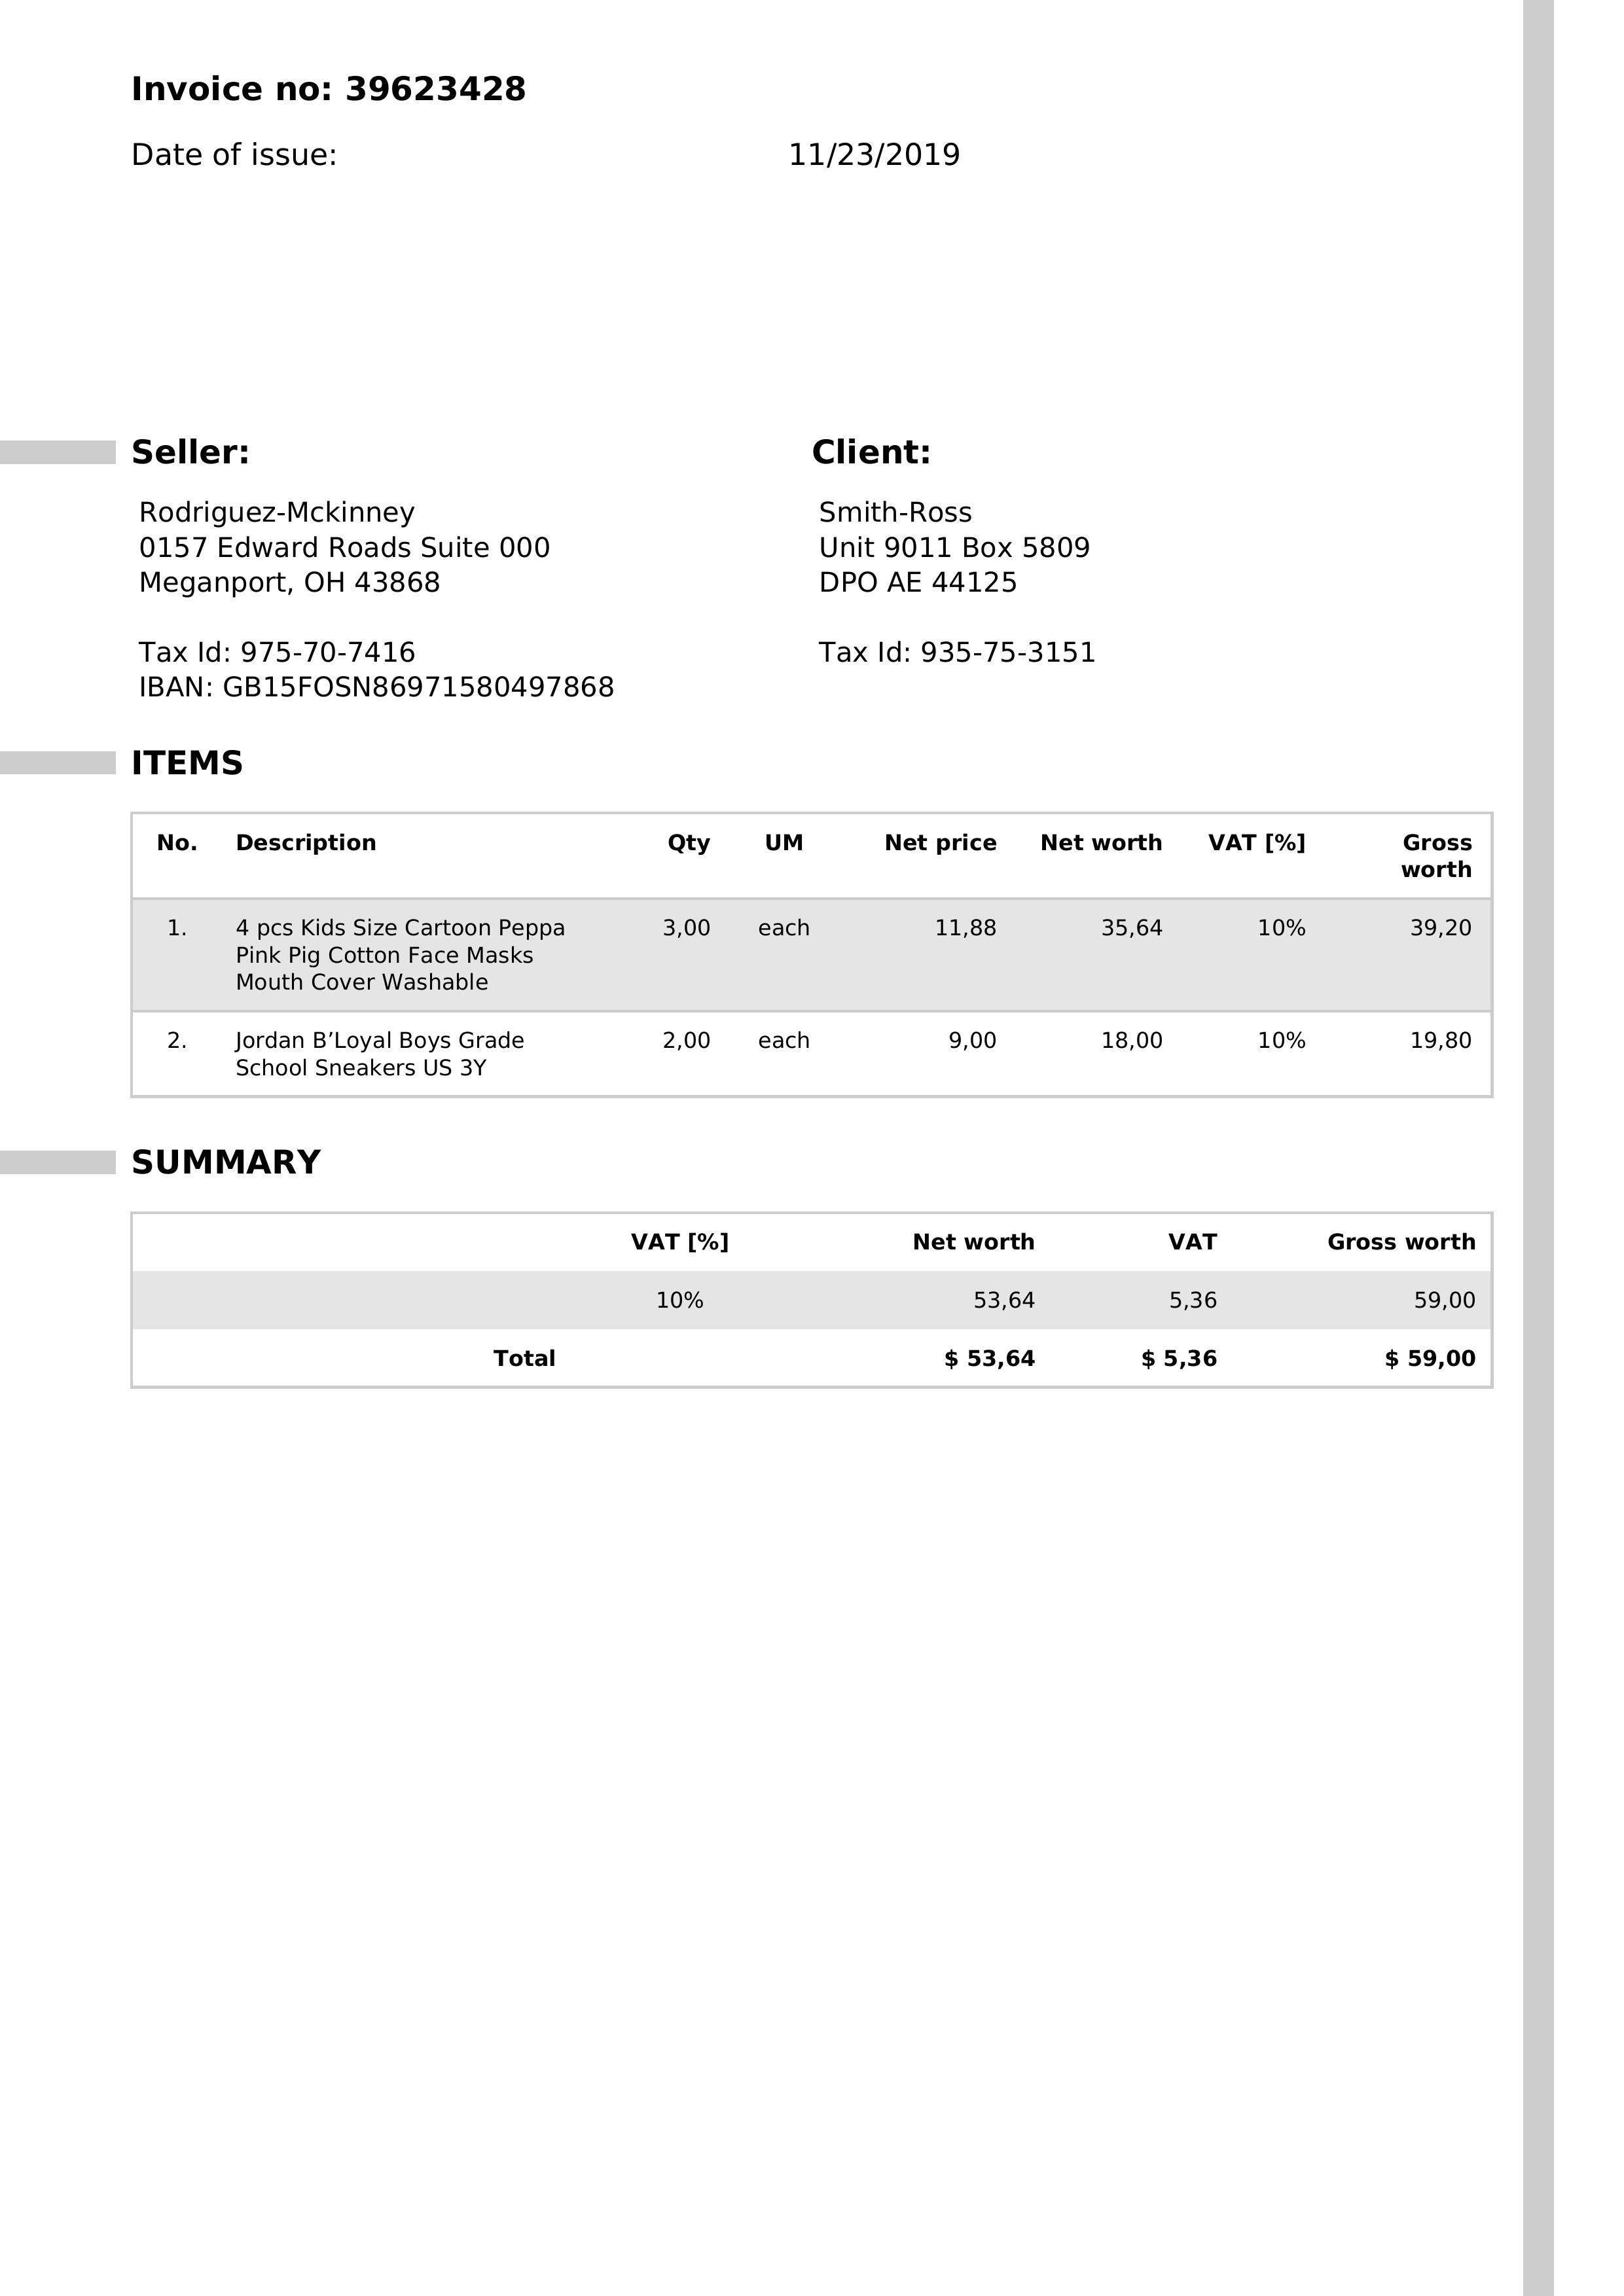 Invoice no: 39623428
Date of issue: 11/23/2019
Seller:
Rodriguez-Mckinney
0157 Edward Roads Suite 000
Meganport, OH 43868
Tax Id: 975-70-7416
IBAN: GB15FOSN86971580497868
Client:
Smith-Ross
Unit 9011 Box 5809
DPO AE 44125
Tax Id: 935-75-3151
ITEMS
No. Description Qty UM Net price Net worth VAT [%] Gross
worth
1. 4 pcs Kids Size Cartoon Peppa 3,00 each 11,88 35,64 10% 39,20
Pink Pig Cotton Face Masks
Mouth Cover Washable
2. Jordan B’Loyal Boys Grade 2,00 each 9,00 18,00 10% 19,80
School Sneakers US 3Y
SUMMARY
VAT [%] Net worth VAT Gross worth
10% 53,64 5,36 59,00
Total $ 53,64 $ 5,36 $ 59,00